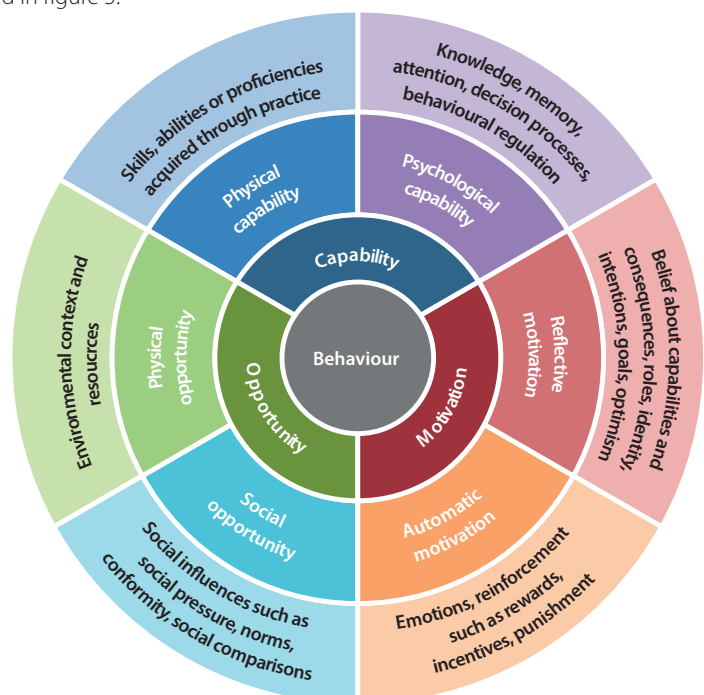 d in figure 5.
Skills, abilities or proficiencies
acquired through practice
Knowledge, memory,
attention, decision processes,
behavioural regulation
Physical
capability
Psychological
capability
Capability
Environmental context and
resoucrces
Physical
opportunity
Opportunity
Behaviour
Motivation
Reflective
motivation
Belief about capabilities and
consequences, roles, identity,
intentions, goals, optimism
Social
opportunity
Automatic
motivation
Social influences such as
social pressure, norms,
conformity, social comparisons
Emotions, reinforcement
such as rewards,
incentives, punishment